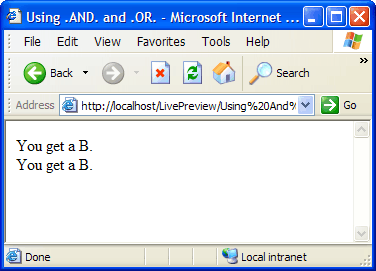 Using .AND. and .OR. - Microsoft Internet ...
File Edit View Favorites Tools Help
Back Search
Address http://localhost/LivePreview/Using%20And% Go
You get a B.
You get a B.
Done Local intranet